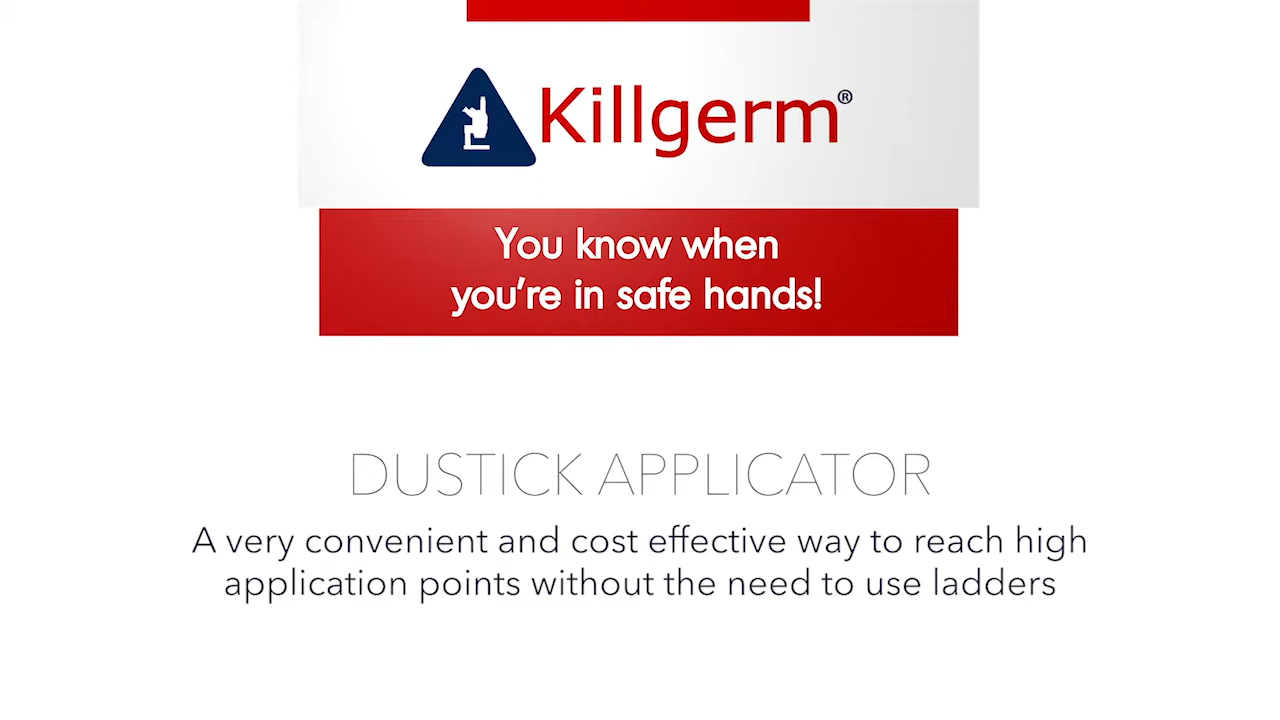 Killgerm®
You know when
you're in safe hands!
DUSTICK APPLICATOR
A very convenient and cost effective way to reach high
application points without the need to use ladders